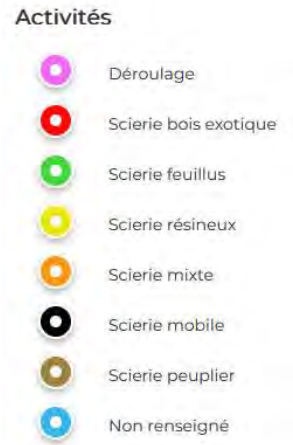 Activités
Déroulage
Scierie bois exotique
Scierie feuillus
Scierie résineux
Scierie mixte
Scierie mobile
Scierie peuplier
Non renseigné